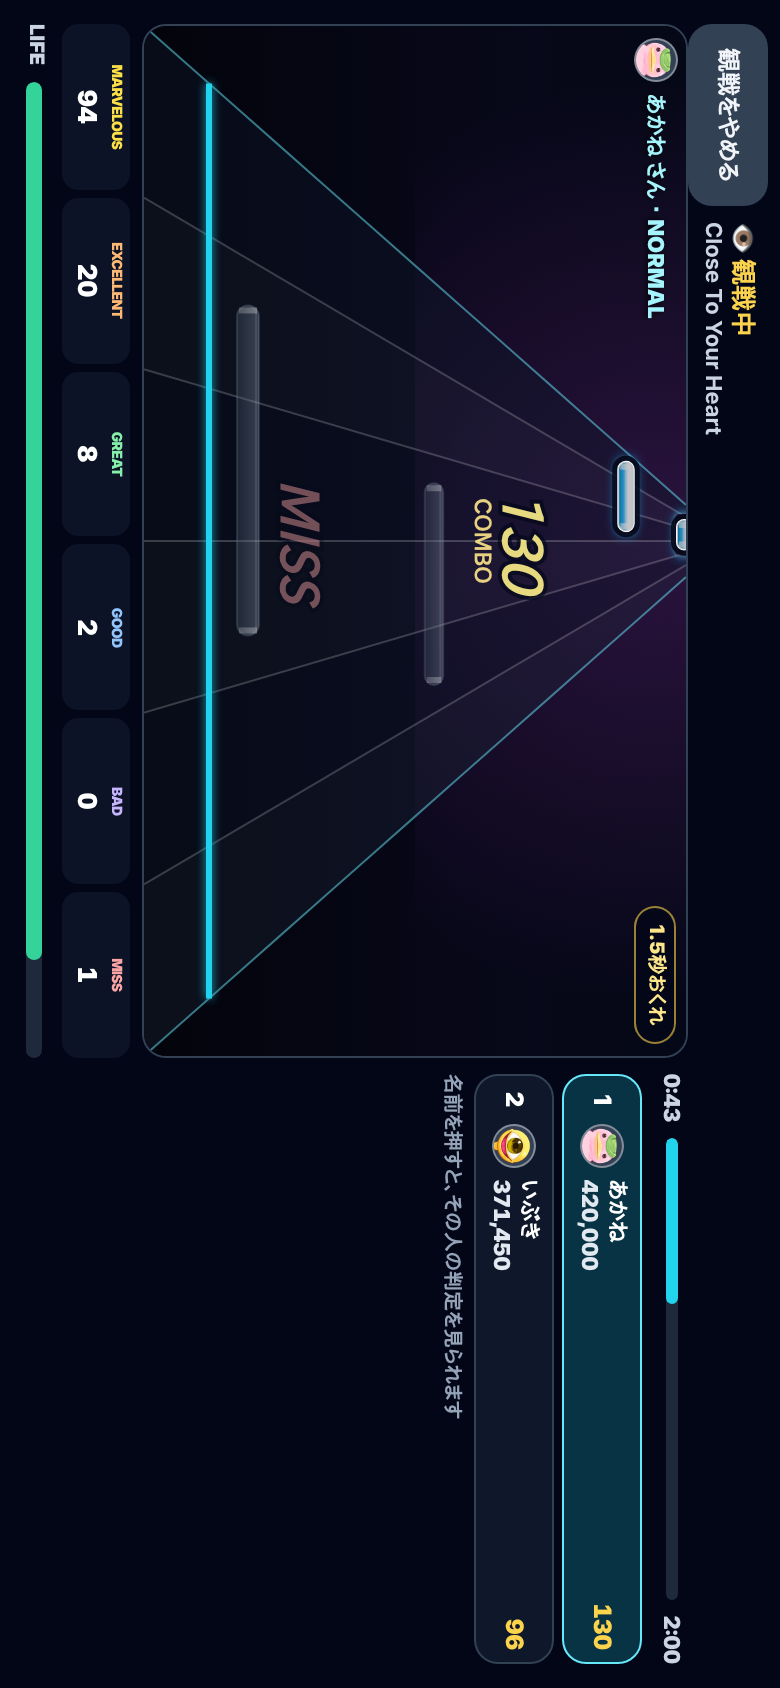 観戦をやめる
👁 観戦中
Close To Your Heart
あかね さん · NORMAL
1.5秒おくれ
130
COMBO
MISS
MARVELOUS
94
EXCELLENT
20
GREAT
8
GOOD
2
BAD
0
MISS
1
LIFE
0:43
2:00
1
あかね
420,000
130
2
いぶき
371,450
96
名前を押すと、その人の判定を見られます